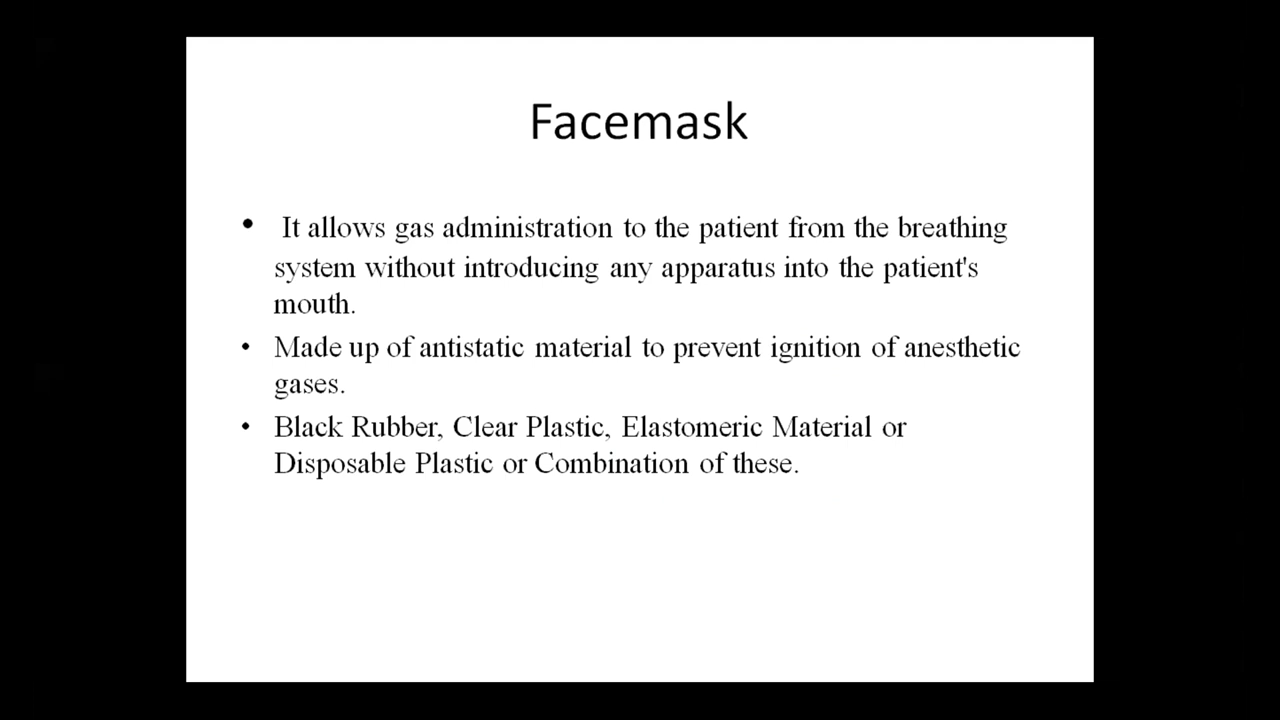 Facemask
• It allows gas administration to the patient from the breathing
system without introducing any apparatus into the patient's
mouth.
• Made up of antistatic material to prevent ignition of anesthetic
gases.
• Black Rubber, Clear Plastic, Elastomeric Material or
Disposable Plastic or Combination of these.